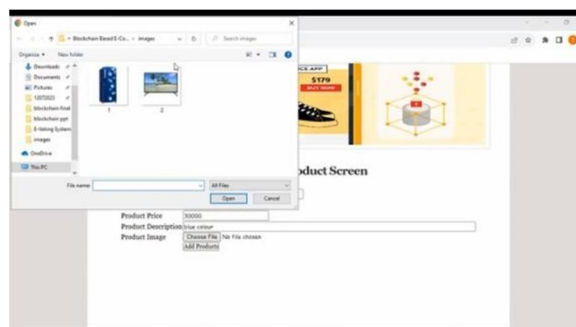 Open
Blockchain Based E-Co... › images
Search images
Organize
New folder
Downloads
Documents
Pictures
blockchain final
blockchain ppt
E-Voting System
images
OneDrive
This PC
1
2
File name:
All Files
Open
Cancel
$179
BUY NOW
oduct Screen
Product Price 30000
Product Description blue colour
Product Image Choose File No file chosen
Add Products